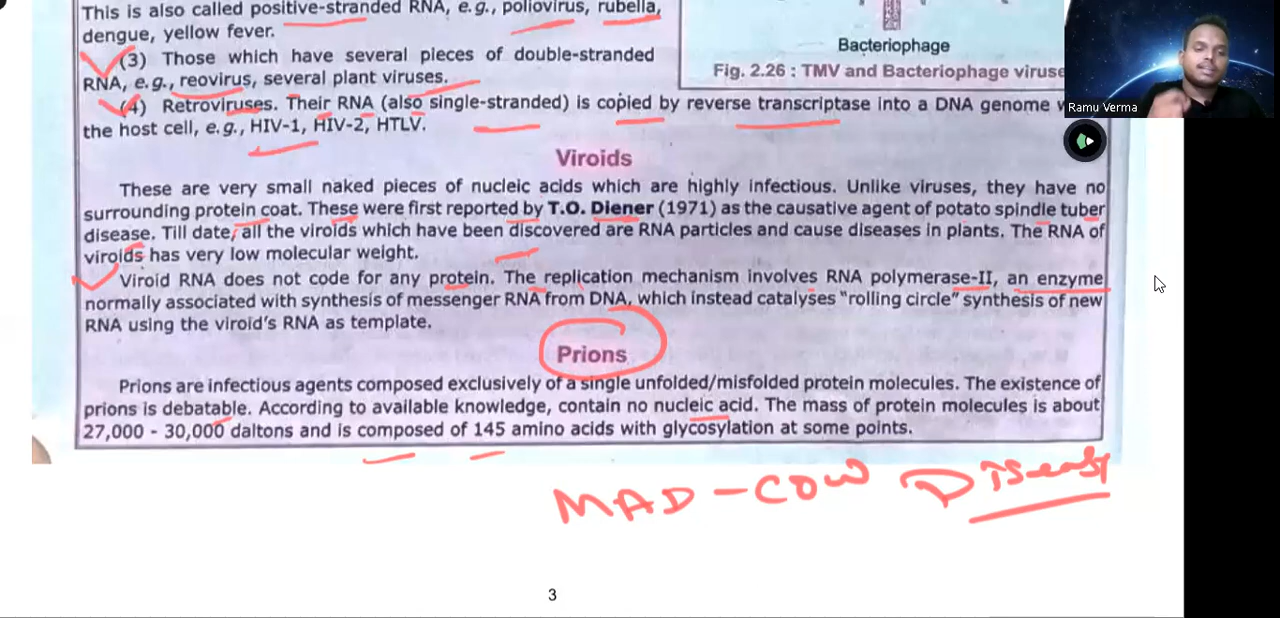 This is also called positive-stranded RNA, e.g., poliovirus, rubella,
dengue, yellow fever.
(3) Those which have several pieces of double-stranded
RNA, e.g., reovirus, several plant viruses.
(4) Retroviruses. Their RNA (also single-stranded) is copied by reverse transcriptase into a DNA genome
the host cell, e.g., HIV-1, HIV-2, HTLV.
Bacteriophage
Fig. 2.26 : TMV and Bacteriophage viruse
Ramu Verma
Viroids
These are very small naked pieces of nucleic acids which are highly infectious. Unlike viruses, they have no
surrounding protein coat. These were first reported by T.O. Diener (1971) as the causative agent of potato spindle tuber
disease. Till date, all the viroids which have been discovered are RNA particles and cause diseases in plants. The RNA of
viroids has very low molecular weight.
Viroid RNA does not code for any protein. The replication mechanism involves RNA polymerase-II, an enzyme
normally associated with synthesis of messenger RNA from DNA, which instead catalyses "rolling circle" synthesis of new
RNA using the viroid's RNA as template.
Prions
Prions are infectious agents composed exclusively of a single unfolded/misfolded protein molecules. The existence of
prions is debatable. According to available knowledge, contain no nucleic acid. The mass of protein molecules is about
27,000 - 30,000 daltons and is composed of 145 amino acids with glycosylation at some points.
MAD-COW Disease
3